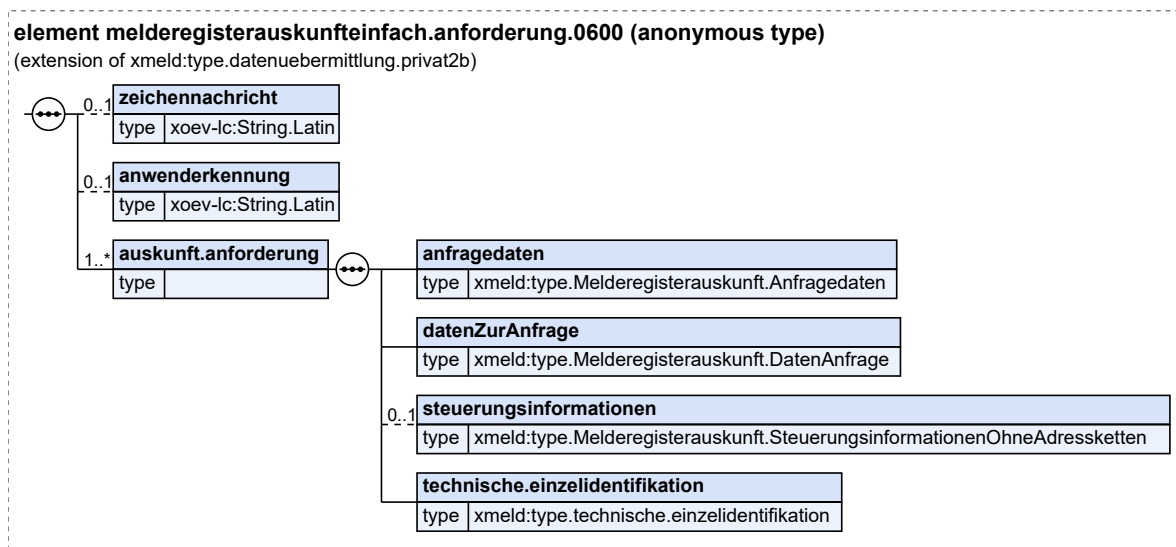 element melderegisterauskunfteinfach.anforderung.0600 (anonymous type)
(extension of xmeld:type.datenuebermittlung.privat2b)
0..1
zeichennachricht
type xoev-lc:String.Latin
0..1
anwenderkennung
type xoev-lc:String.Latin
1..*
auskunft.anforderung
type
anfragedaten
type xmeld:type.Melderegisterauskunft.Anfragedaten
datenZurAnfrage
type xmeld:type.Melderegisterauskunft.DatenAnfrage
0..1
steuerungsinformationen
type xmeld:type.Melderegisterauskunft.SteuerungsinformationenOhneAdressketten
technische.einzelidentifikation
type xmeld:type.technische.einzelidentifikation